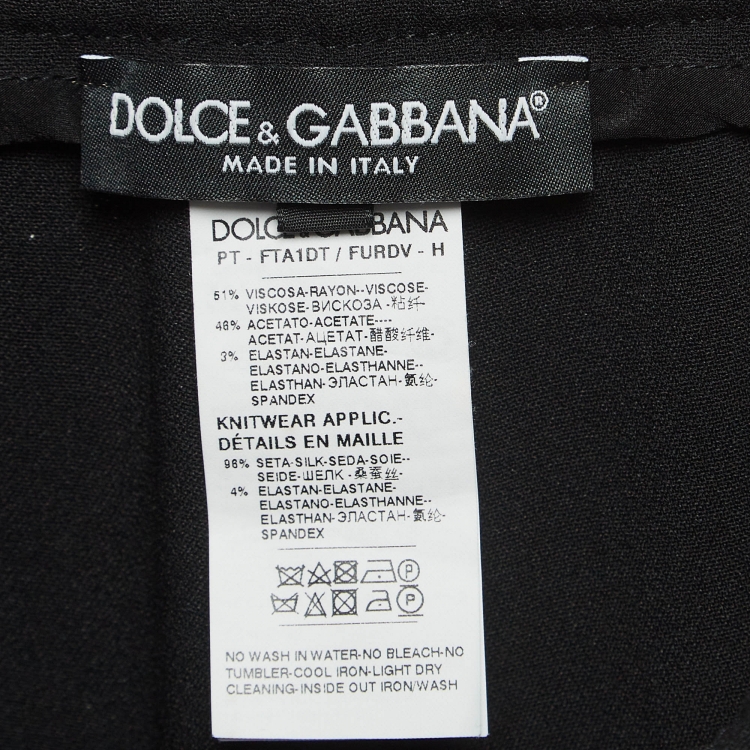 DOLCE & GABBANA®
MADE IN ITALY
DOLCE & GABBANA
PT - FTA1DT / FURDV - H
51% VISCOSA-RAYON--VISCOSE-
VISKOSE-ВИСКОЗА-粘纤-
46% ACETATO-ACETATE----
ACETAT-АЦЕТАТ-醋酸纤维-
3% ELASTAN-ELASTANE-
ELASTANO-ELASTHANNE--
ELASTHAN-ЭЛАСТАН-氨纶-
SPANDEX
KNITWEAR APPLIC.-
DÉTAILS EN MAILLE
96% SETA-SILK-SEDA-SOIE--
SEIDE-ШЕЛК-桑蚕丝-
4% ELASTAN-ELASTANE-
ELASTANO-ELASTHANNE--
ELASTHAN-ЭЛАСТАН-氨纶-
SPANDEX
P
P
NO WASH IN WATER-NO BLEACH-NO
TUMBLER-COOL IRON-LIGHT DRY
CLEANING-INSIDE OUT IRON/WASH